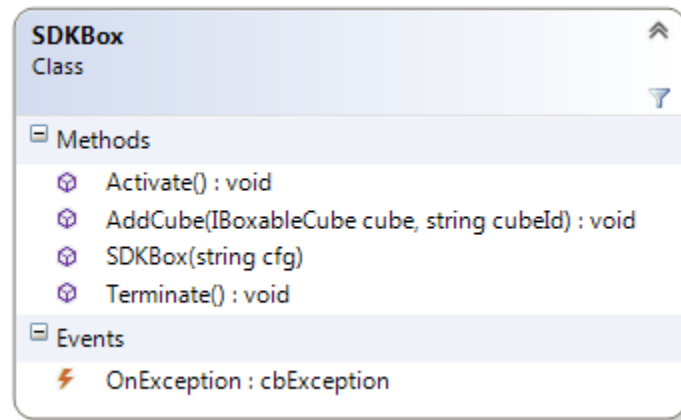 SDKBox
Class
Methods
Activate() : void
AddCube(IBoxableCube cube, string cubeId) : void
SDKBox(string cfg)
Terminate() : void
Events
OnException : cbException